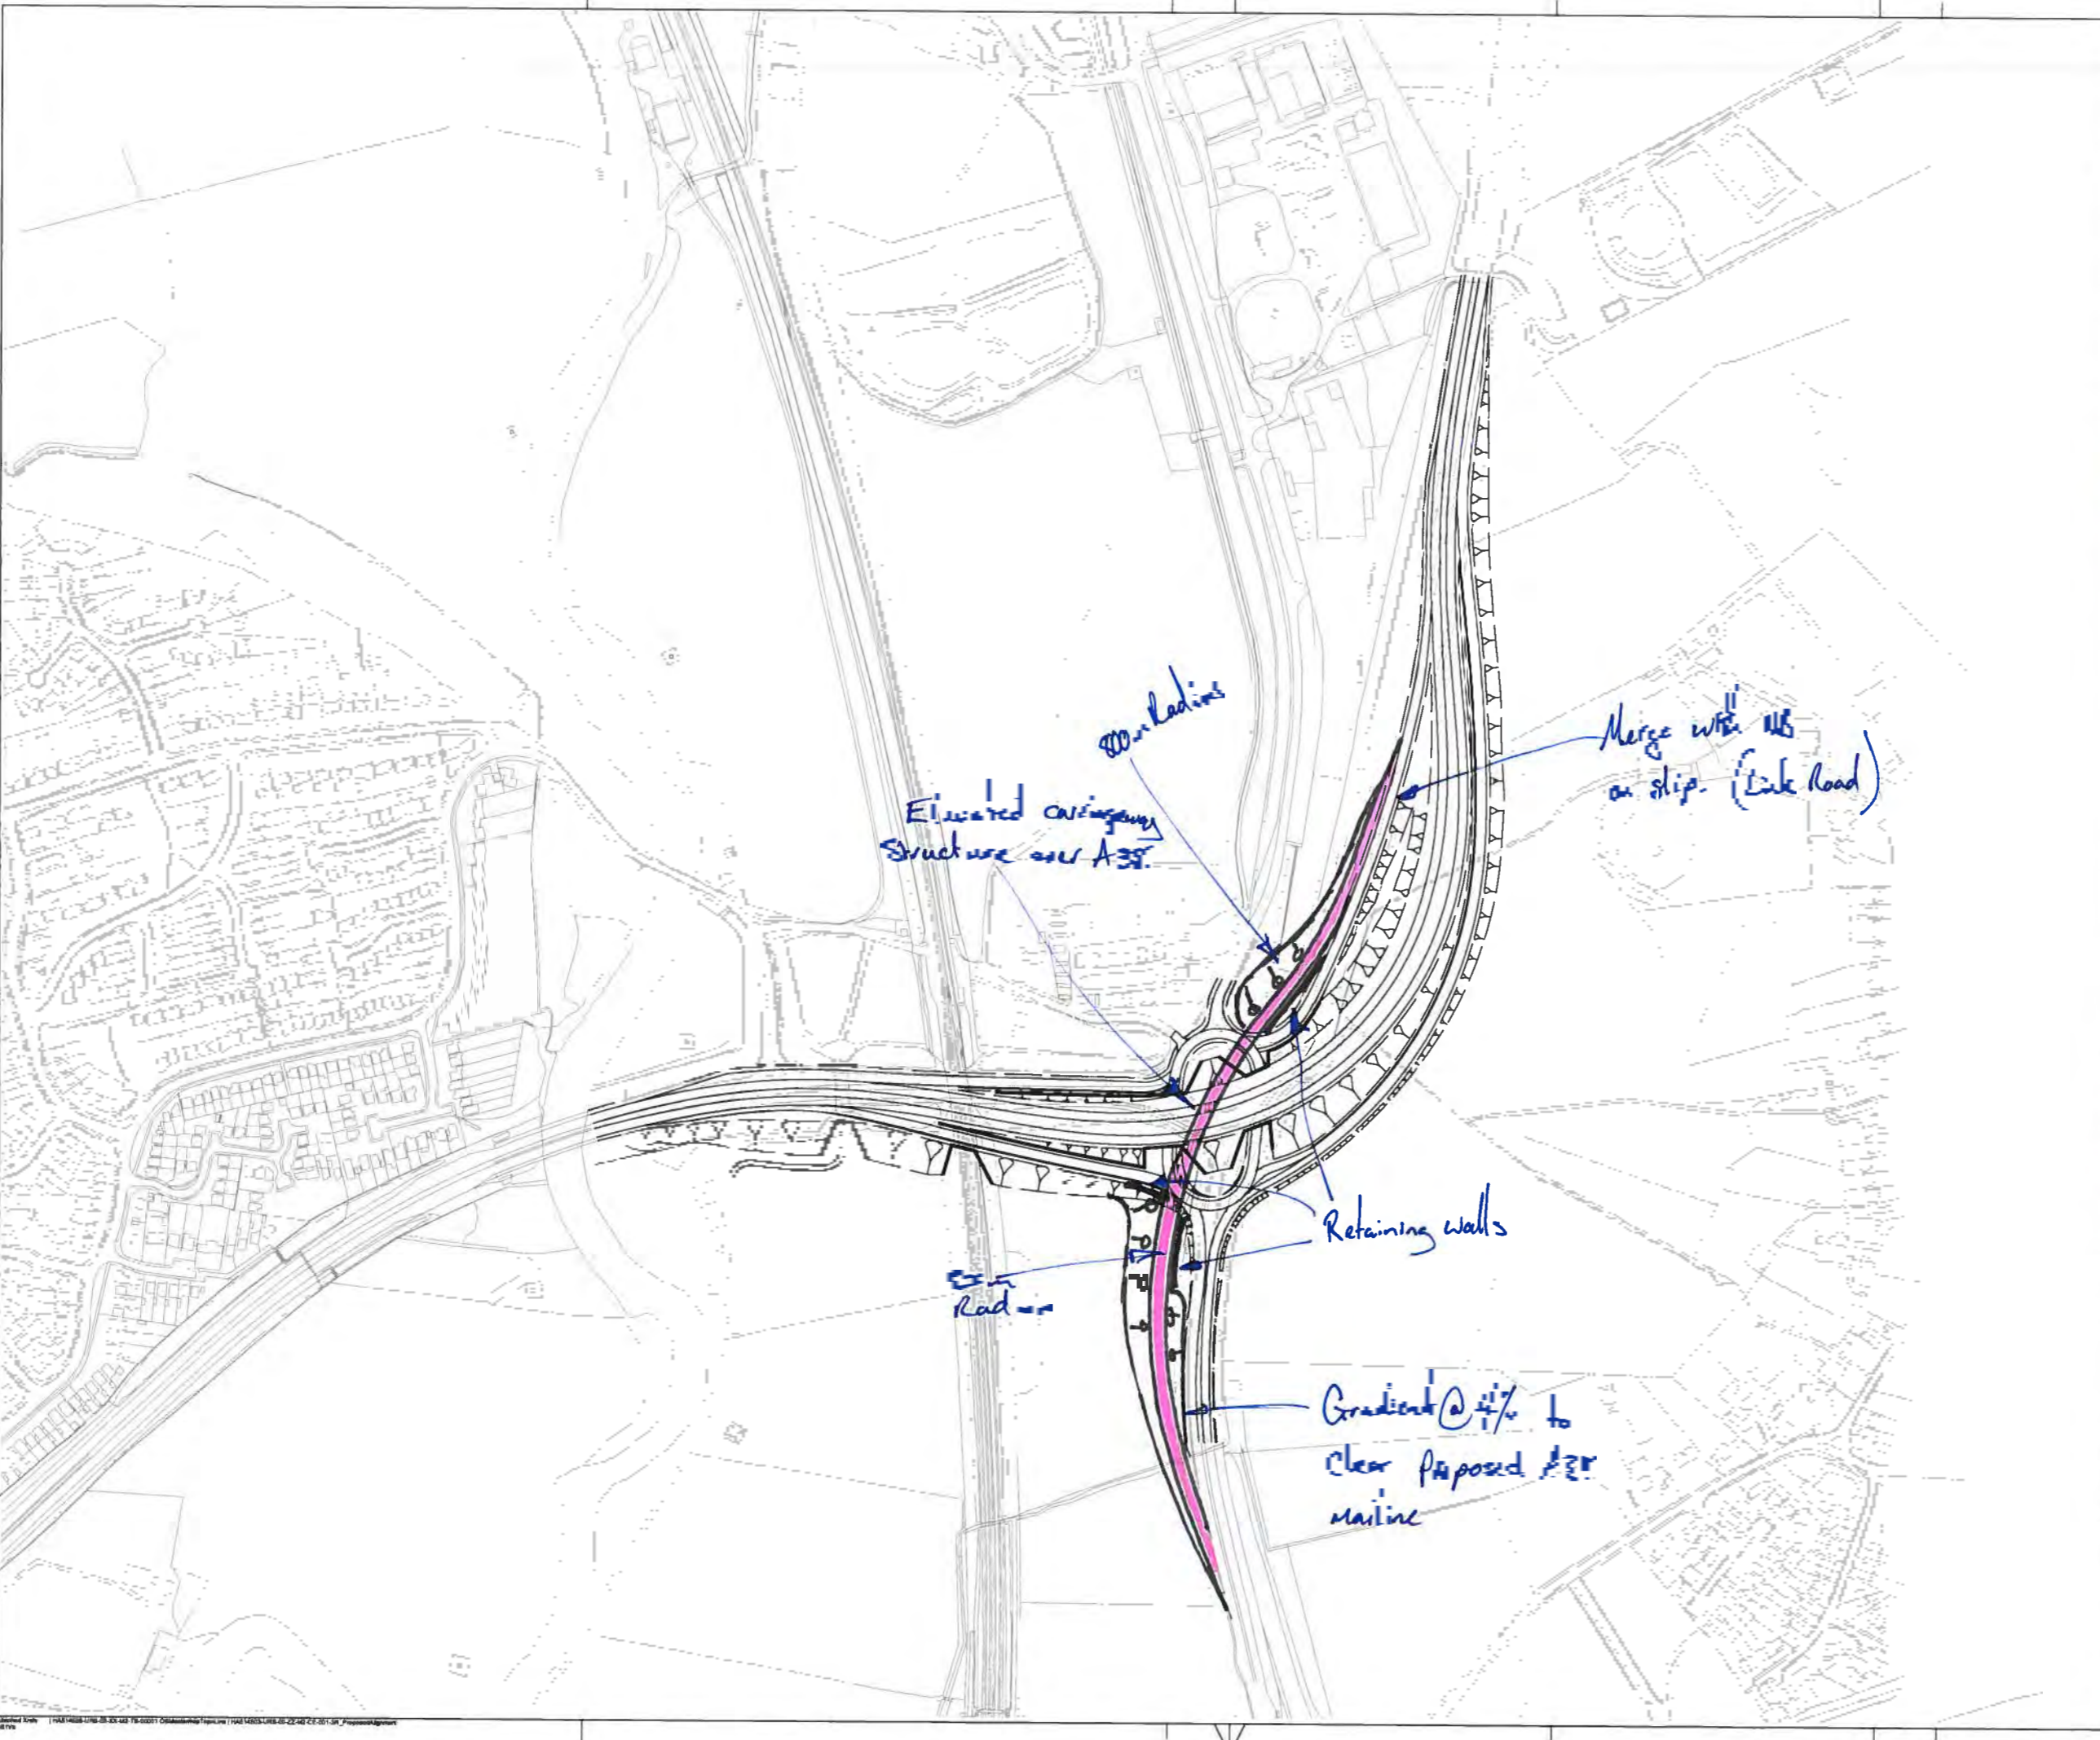 800m Radius
Elevated carriageway
Structure over A38.
Merge with NB
on slip. (Link Road)
Retaining walls
Radius
Gradient @ 4% to
Clear Proposed A38
mailine